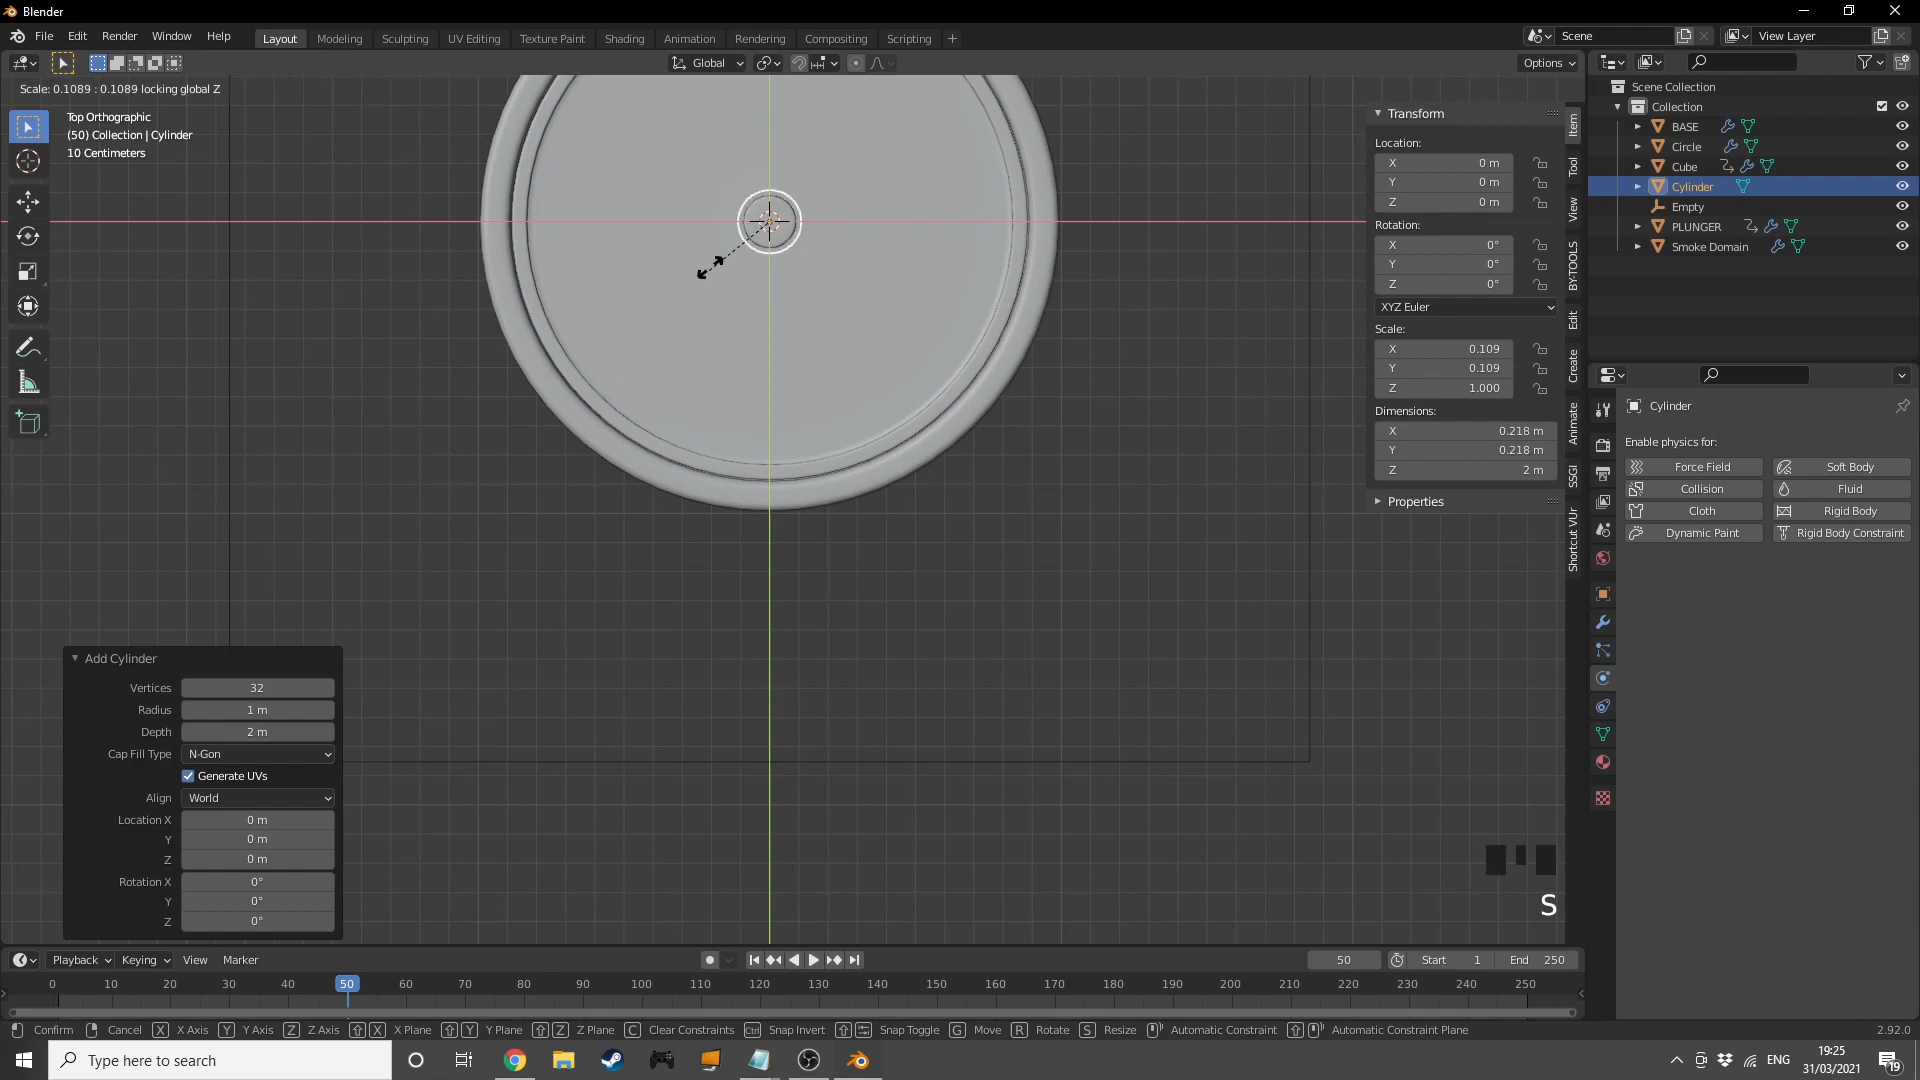 Blender
File Edit Render Window Help
Layout Modeling Sculpting UV Editing Texture Paint Shading Animation Rendering Compositing Scripting +
Scene
View Layer
Global
Options
Scale: 0.1089 : 0.1089 locking global Z
Top Orthographic
(50) Collection | Cylinder
10 Centimeters
Transform
Location:
X 0 m
Y 0 m
Z 0 m
Rotation:
X 0°
Y 0°
Z 0°
XYZ Euler
Scale:
X 0.109
Y 0.109
Z 1.000
Dimensions:
X 0.218 m
Y 0.218 m
Z 2 m
Properties
Item
Tool
View
BY-TOOLS
Edit
Create
Animate
SSGI
Shortcut VUr
Scene Collection
Collection
BASE
Circle
Cube
Cylinder
Empty
PLUNGER
Smoke Domain
Cylinder
Enable physics for:
Force Field Soft Body
Collision Fluid
Cloth Rigid Body
Dynamic Paint Rigid Body Constraint
Add Cylinder
Vertices 32
Radius 1 m
Depth 2 m
Cap Fill Type N-Gon
Generate UVs
Align World
Location X 0 m
Y 0 m
Z 0 m
Rotation X 0°
Y 0°
Z 0°
S
Playback Keying View Marker
50 Start 1 End 250
0 10 20 30 40 50 60 70 80 90 100 110 120 130 140 150 160 170 180 190 200 210 220 230 240 250
Confirm Cancel X X Axis Y Y Axis Z Z Axis X X Plane Y Y Plane Z Z Plane C Clear Constraints Ctrl Snap Invert Snap Toggle G Move R Rotate S Resize Automatic Constraint Automatic Constraint Plane 2.92.0
Type here to search
ENG
19:25
31/03/2021
19